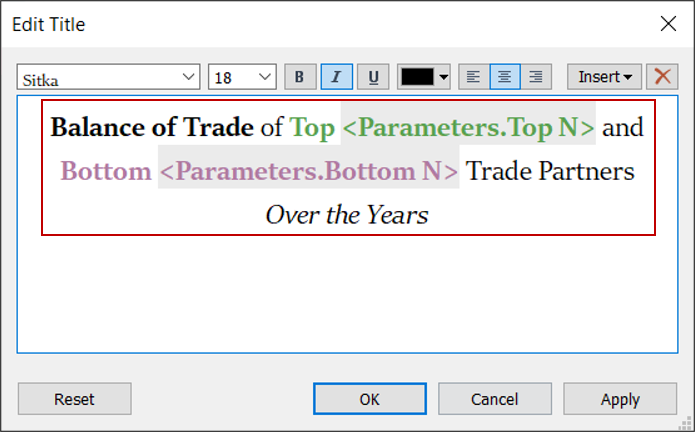 Edit Title
Sitka 18 B I U Insert
Balance of Trade of Top <Parameters.Top N> and
Bottom <Parameters.Bottom N> Trade Partners
Over the Years
Reset OK Cancel Apply